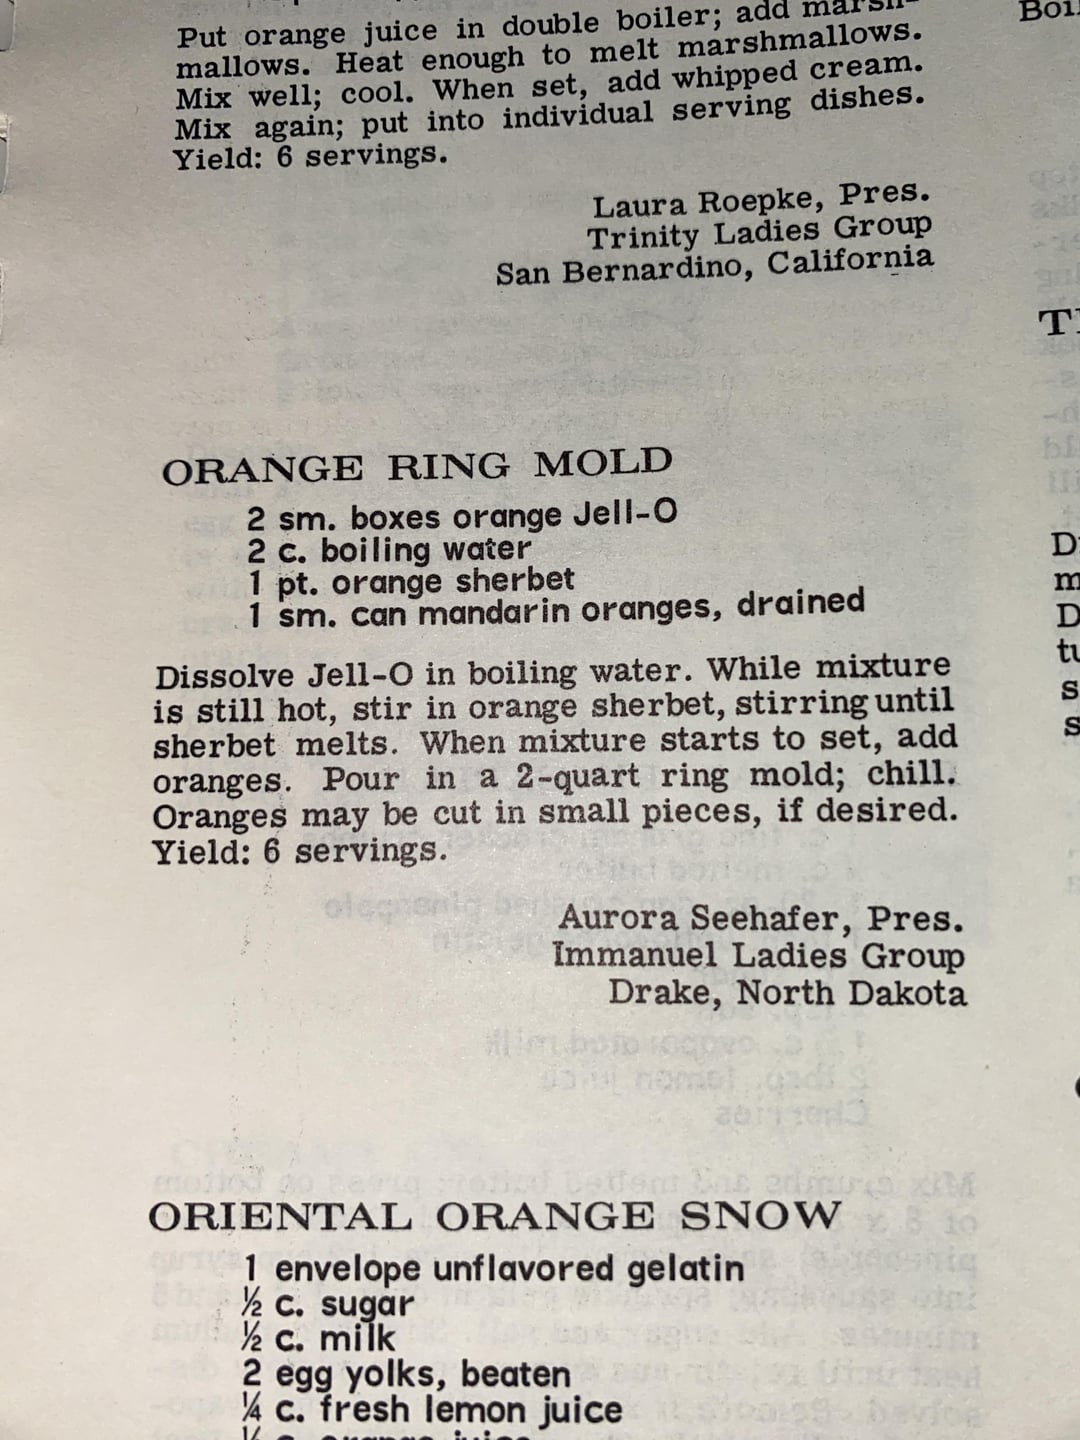 Put orange juice in double boiler; add marsh-
mallows. Heat enough to melt marshmallows.
Mix well; cool. When set, add whipped cream.
Mix again; put into individual serving dishes.
Yield: 6 servings.
Laura Roepke, Pres.
Trinity Ladies Group
San Bernardino, California
ORANGE RING MOLD
2 sm. boxes orange Jell-O
2 c. boiling water
1 pt. orange sherbet
1 sm. can mandarin oranges, drained
Dissolve Jell-O in boiling water. While mixture
is still hot, stir in orange sherbet, stirring until
sherbet melts. When mixture starts to set, add
oranges. Pour in a 2-quart ring mold; chill.
Oranges may be cut in small pieces, if desired.
Yield: 6 servings.
Aurora Seehafer, Pres.
Immanuel Ladies Group
Drake, North Dakota
ORIENTAL ORANGE SNOW
1 envelope unflavored gelatin
½ c. sugar
½ c. milk
2 egg yolks, beaten
¼ c. fresh lemon juice